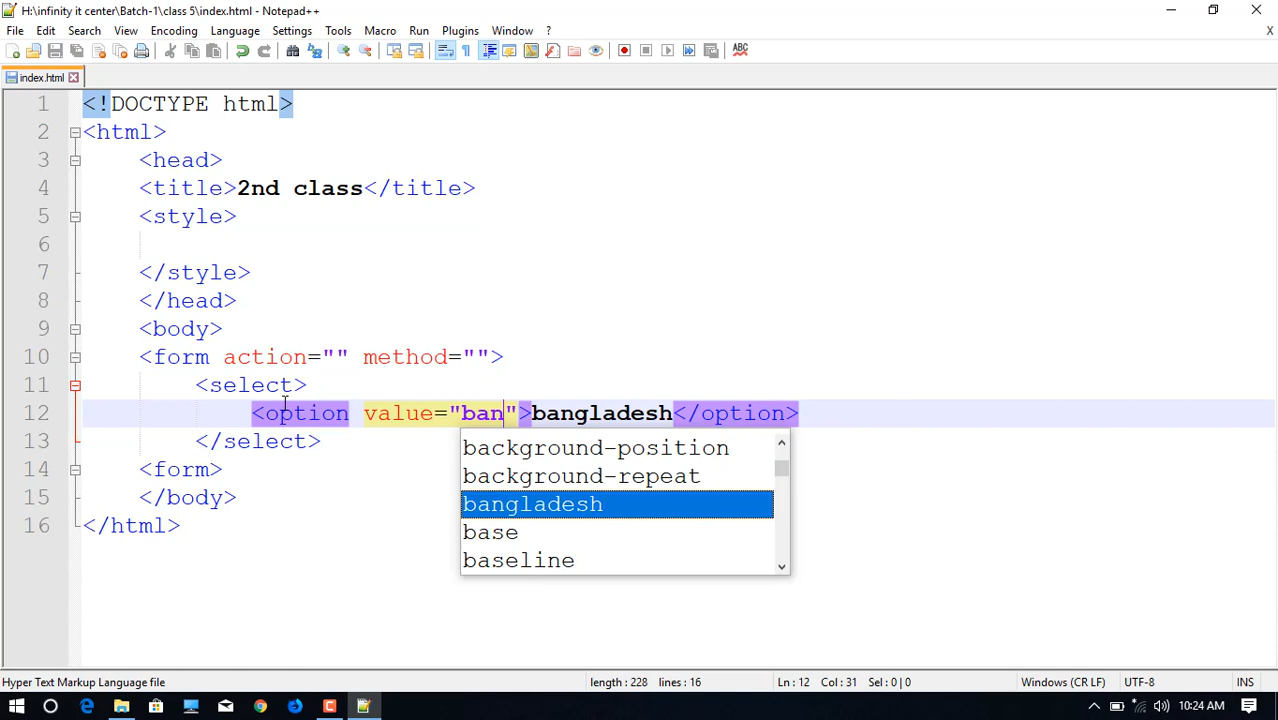 H:\infinity it center\Batch-1\class 5\index.html - Notepad++
File Edit Search View Encoding Language Settings Tools Macro Run Plugins Window ? X
index.html
1 <!DOCTYPE html>
2 <html>
3 <head>
4 <title>2nd class</title>
5 <style>
6
7 </style>
8 </head>
9 <body>
10 <form action="" method="">
11 <select>
12 <option value="ban">bangladesh</option>
13 </select>
14 <form>
15 </body>
16 </html>
background-position
background-repeat
bangladesh
base
baseline
Hyper Text Markup Language file length : 228 lines : 16 Ln : 12 Col : 31 Sel : 0 | 0 Windows (CR LF) UTF-8 INS
10:24 AM